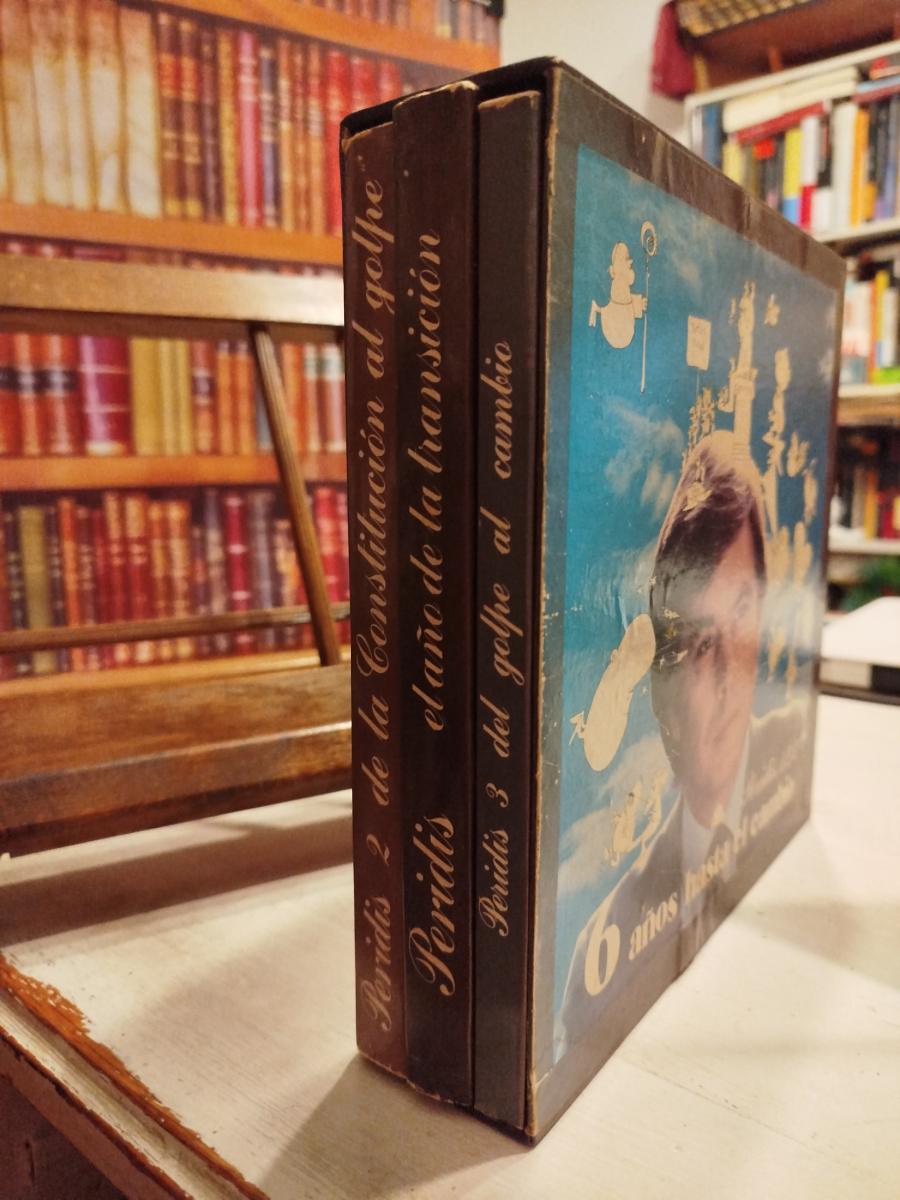 Peridis 2 de la Constitución al golpe
Peridis el año de la transición
Peridis 3 del golpe al cambio
6 años hasta el cambio